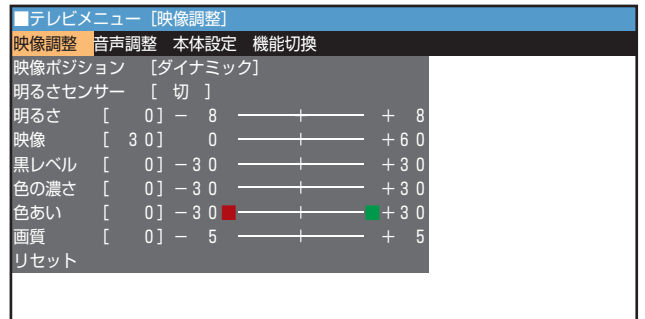 ■テレビメニュー [映像調整]
映像調整 音声調整 本体設定 機能切換
映像ポジション [ダイナミック]
明るさセンサー [ 切 ]
明るさ [ 0] － 8 ＋ 8
映像 [ 30] 0 ＋60
黒レベル [ 0] －30 ＋30
色の濃さ [ 0] －30 ＋30
色あい [ 0] －30 ＋30
画質 [ 0] － 5 ＋ 5
リセット